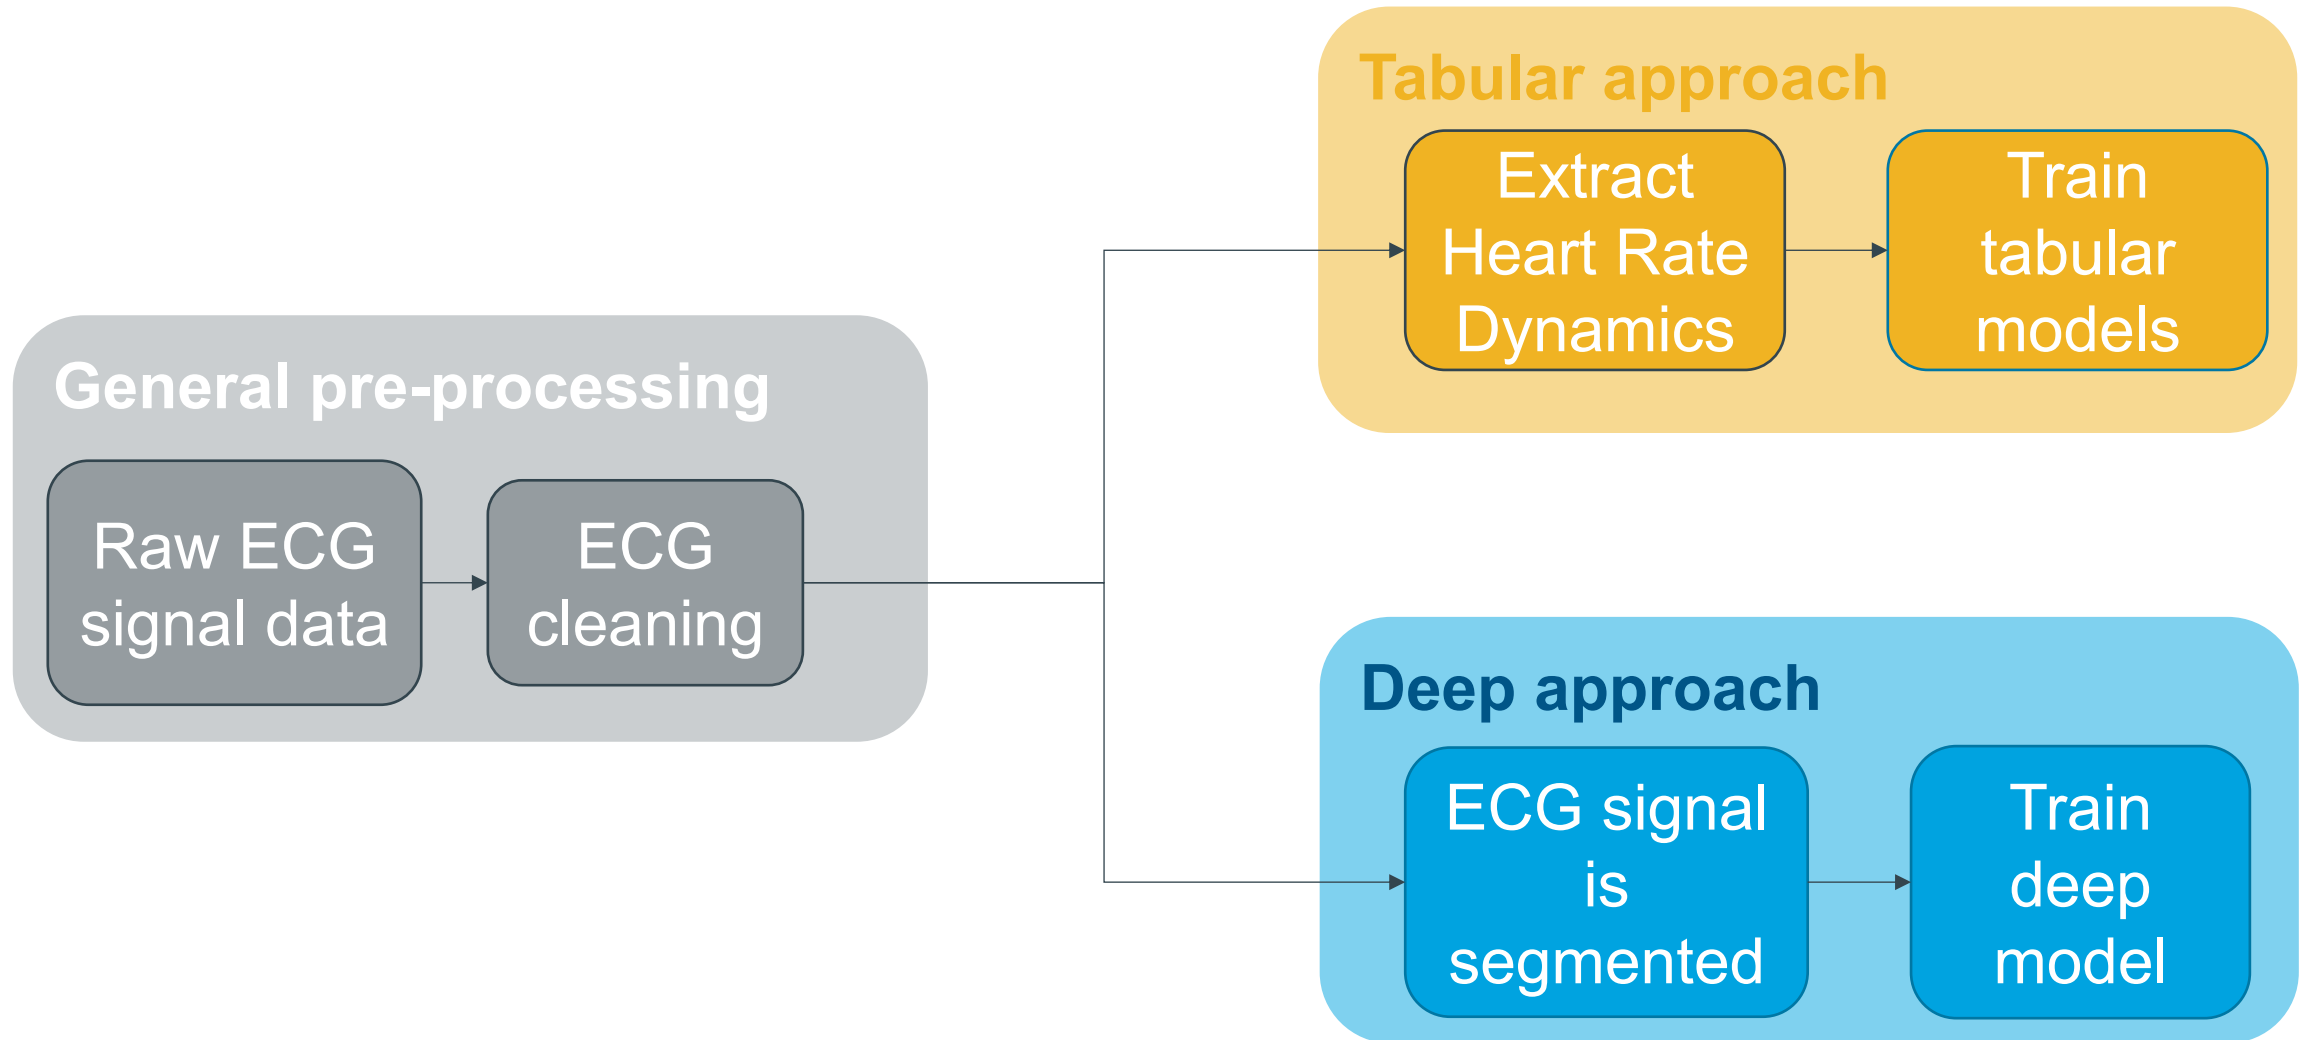 General pre-processing
Raw ECG
signal data
ECG
cleaning
Tabular approach
Extract
Heart Rate
Dynamics
Train
tabular
models
Deep approach
ECG signal
is
segmented
Train
deep
model